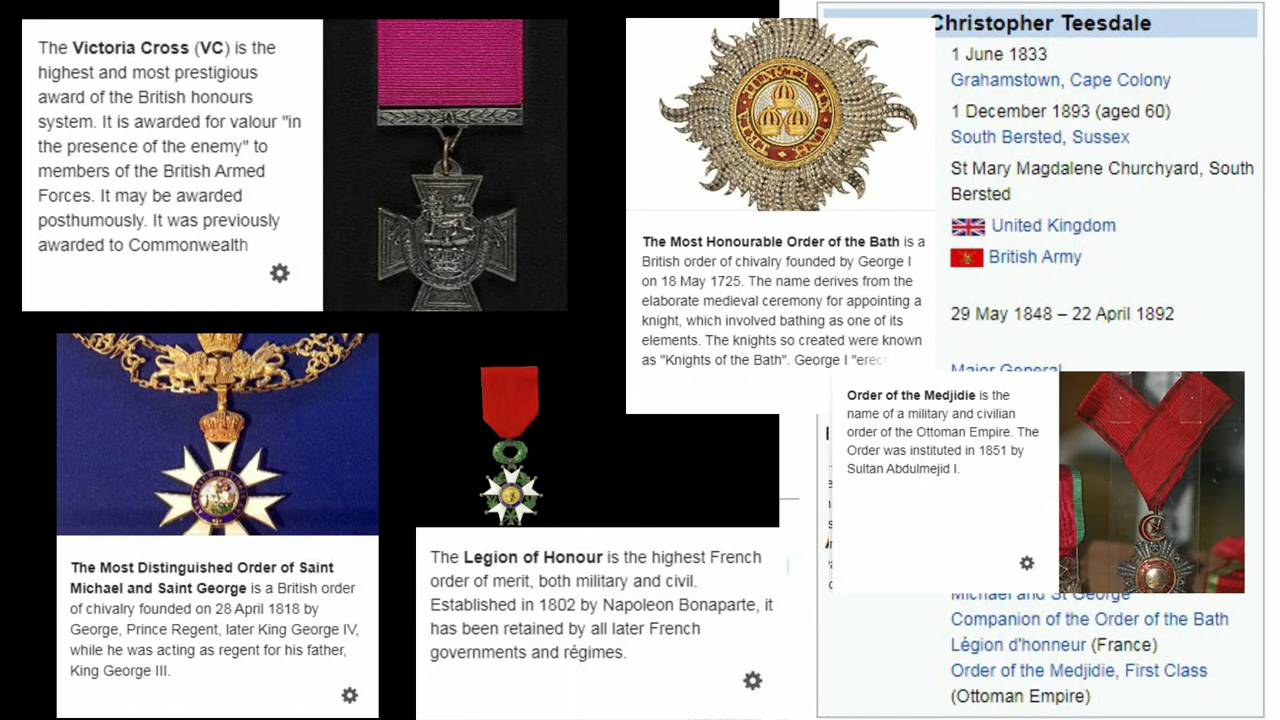 The Victoria Cross (VC) is the
highest and most prestigious
award of the British honours
system. It is awarded for valour "in
the presence of the enemy" to
members of the British Armed
Forces. It may be awarded
posthumously. It was previously
awarded to Commonwealth
The Most Honourable Order of the Bath is a
British order of chivalry founded by George I
on 18 May 1725. The name derives from the
elaborate medieval ceremony for appointing a
knight, which involved bathing as one of its
elements. The knights so created were known
as "Knights of the Bath". George I "erec
Christopher Teesdale
1 June 1833
Grahamstown, Cape Colony
1 December 1893 (aged 60)
South Bersted, Sussex
St Mary Magdalene Churchyard, South
Bersted
United Kingdom
British Army
29 May 1848 – 22 April 1892
Major General
Order of the Medjidie is the
name of a military and civilian
order of the Ottoman Empire. The
Order was instituted in 1851 by
Sultan Abdulmejid I.
Michael and St George
Companion of the Order of the Bath
Légion d'honneur (France)
Order of the Medjidie, First Class
(Ottoman Empire)
The Most Distinguished Order of Saint
Michael and Saint George is a British order
of chivalry founded on 28 April 1818 by
George, Prince Regent, later King George IV,
while he was acting as regent for his father,
King George III.
The Legion of Honour is the highest French
order of merit, both military and civil.
Established in 1802 by Napoleon Bonaparte, it
has been retained by all later French
governments and régimes.